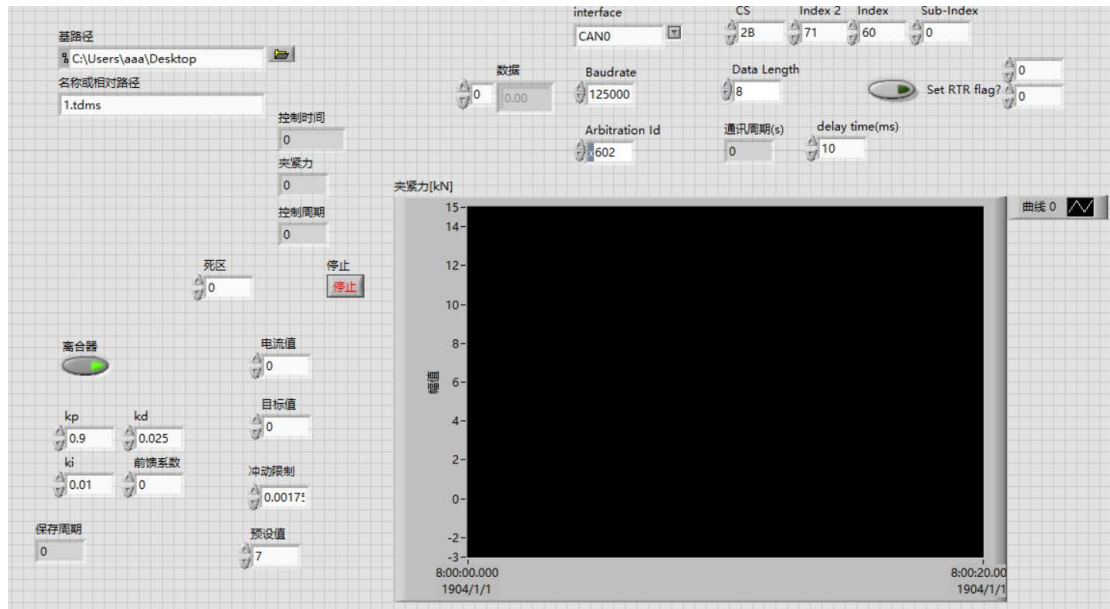 基路径
C:\Users\aaa\Desktop
名称或相对路径
1.tdms
控制时间
0
夹紧力
0
控制周期
0
死区
0
停止
停止
离合器
电流值
0
目标值
0
kp
kd
0.9
0.025
ki
前馈系数
0.01
0
冲动限制
0.00175
保存周期
0
预设值
7
interface
CAN0
CS
Index 2
Index
Sub-Index
2B
71
60
0
数据
0
0.00
Baudrate
125000
Data Length
8
Set RTR flag?
0
0
Arbitration Id
602
通讯周期(s)
0
delay time(ms)
10
夹紧力[kN]
曲线 0
15
14
12
10
8
6
4
2
0
-2
-3
幅值
8:00:00.000
1904/1/1
8:00:20.00
1904/1/1